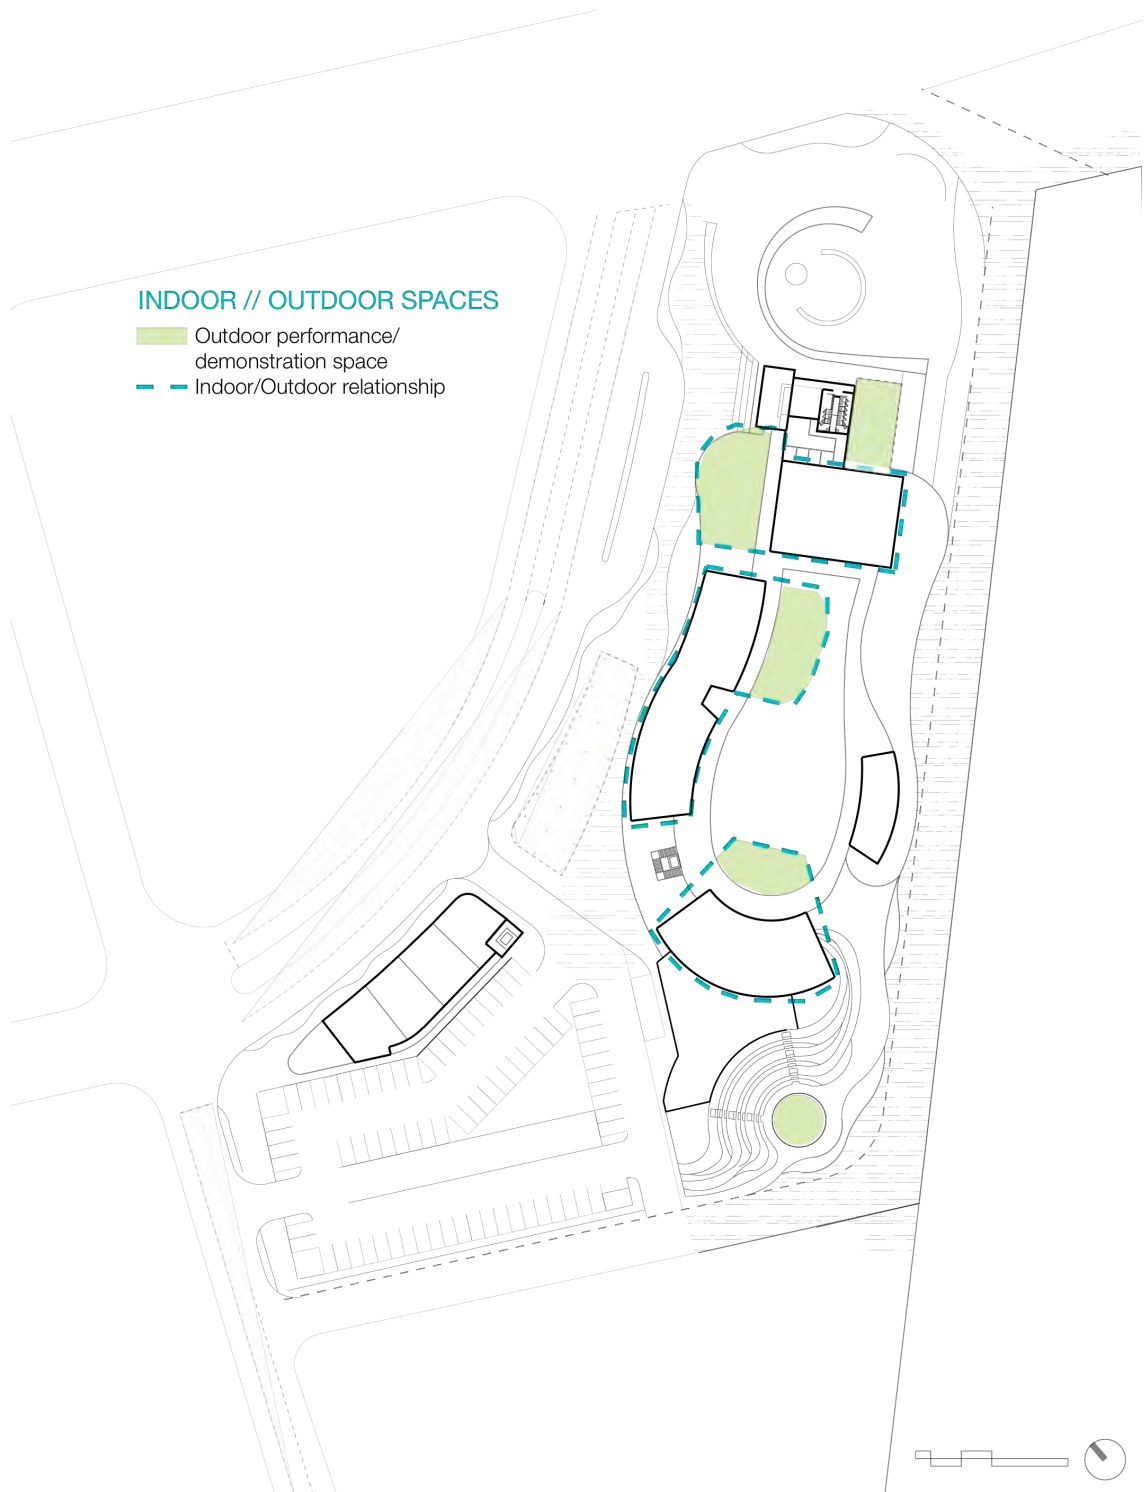 INDOOR // OUTDOOR SPACES
Outdoor performance/
demonstration space
Indoor/Outdoor relationship